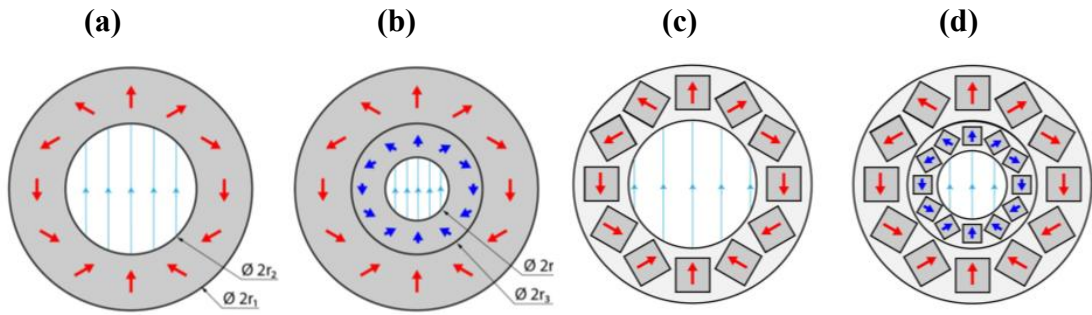 (a) (b) (c) (d)
Ø 2r₂
Ø 2r₁
Ø 2r
Ø 2r₃